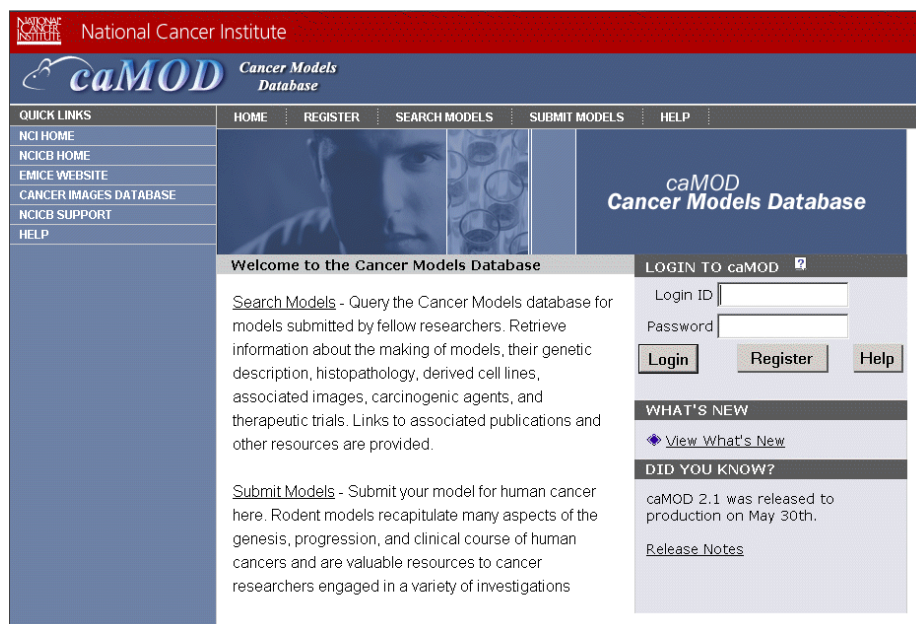 NATIONAL
CANCER
INSTITUTE
National Cancer Institute
caMOD
Cancer Models
Database
QUICK LINKS
NCI HOME
NCICB HOME
EMICE WEBSITE
CANCER IMAGES DATABASE
NCICB SUPPORT
HELP
HOME
REGISTER
SEARCH MODELS
SUBMIT MODELS
HELP
caMOD
Cancer Models Database
Welcome to the Cancer Models Database
Search Models - Query the Cancer Models database for
models submitted by fellow researchers. Retrieve
information about the making of models, their genetic
description, histopathology, derived cell lines,
associated images, carcinogenic agents, and
therapeutic trials. Links to associated publications and
other resources are provided.
Submit Models - Submit your model for human cancer
here. Rodent models recapitulate many aspects of the
genesis, progression, and clinical course of human
cancers and are valuable resources to cancer
researchers engaged in a variety of investigations
LOGIN TO caMOD ?
Login ID
Password
Login Register Help
WHAT'S NEW
View What's New
DID YOU KNOW?
caMOD 2.1 was released to
production on May 30th.
Release Notes